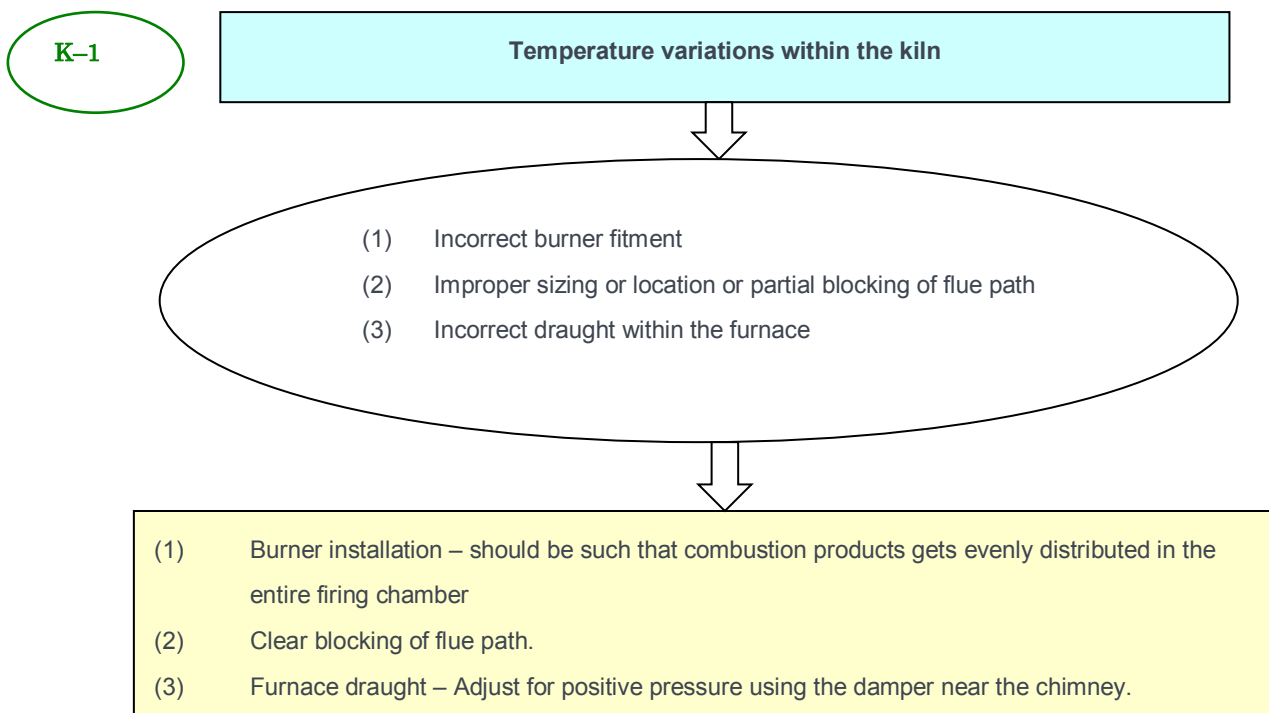 K–1
Temperature variations within the kiln
(1) Incorrect burner fitment
(2) Improper sizing or location or partial blocking of flue path
(3) Incorrect draught within the furnace
(1) Burner installation – should be such that combustion products gets evenly distributed in the
entire firing chamber
(2) Clear blocking of flue path.
(3) Furnace draught – Adjust for positive pressure using the damper near the chimney.